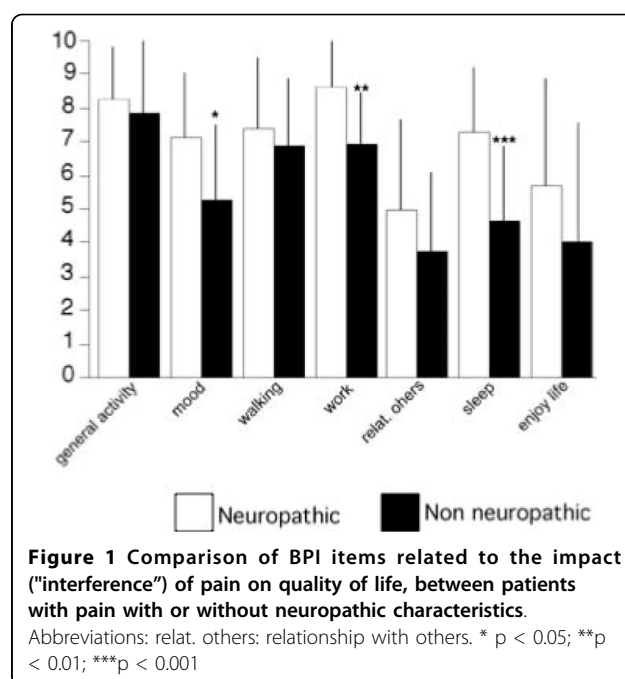 10
9
8
7
6
5
4
3
2
1
0
*
**
***
general activity
mood
walking
work
relat. ohers
sleep
enjoy life
Neuropathic
Non neuropathic
Figure 1 Comparison of BPI items related to the impact
("interference") of pain on quality of life, between patients
with pain with or without neuropathic characteristics.
Abbreviations: relat. others: relationship with others. * p < 0.05; **p
< 0.01; ***p < 0.001